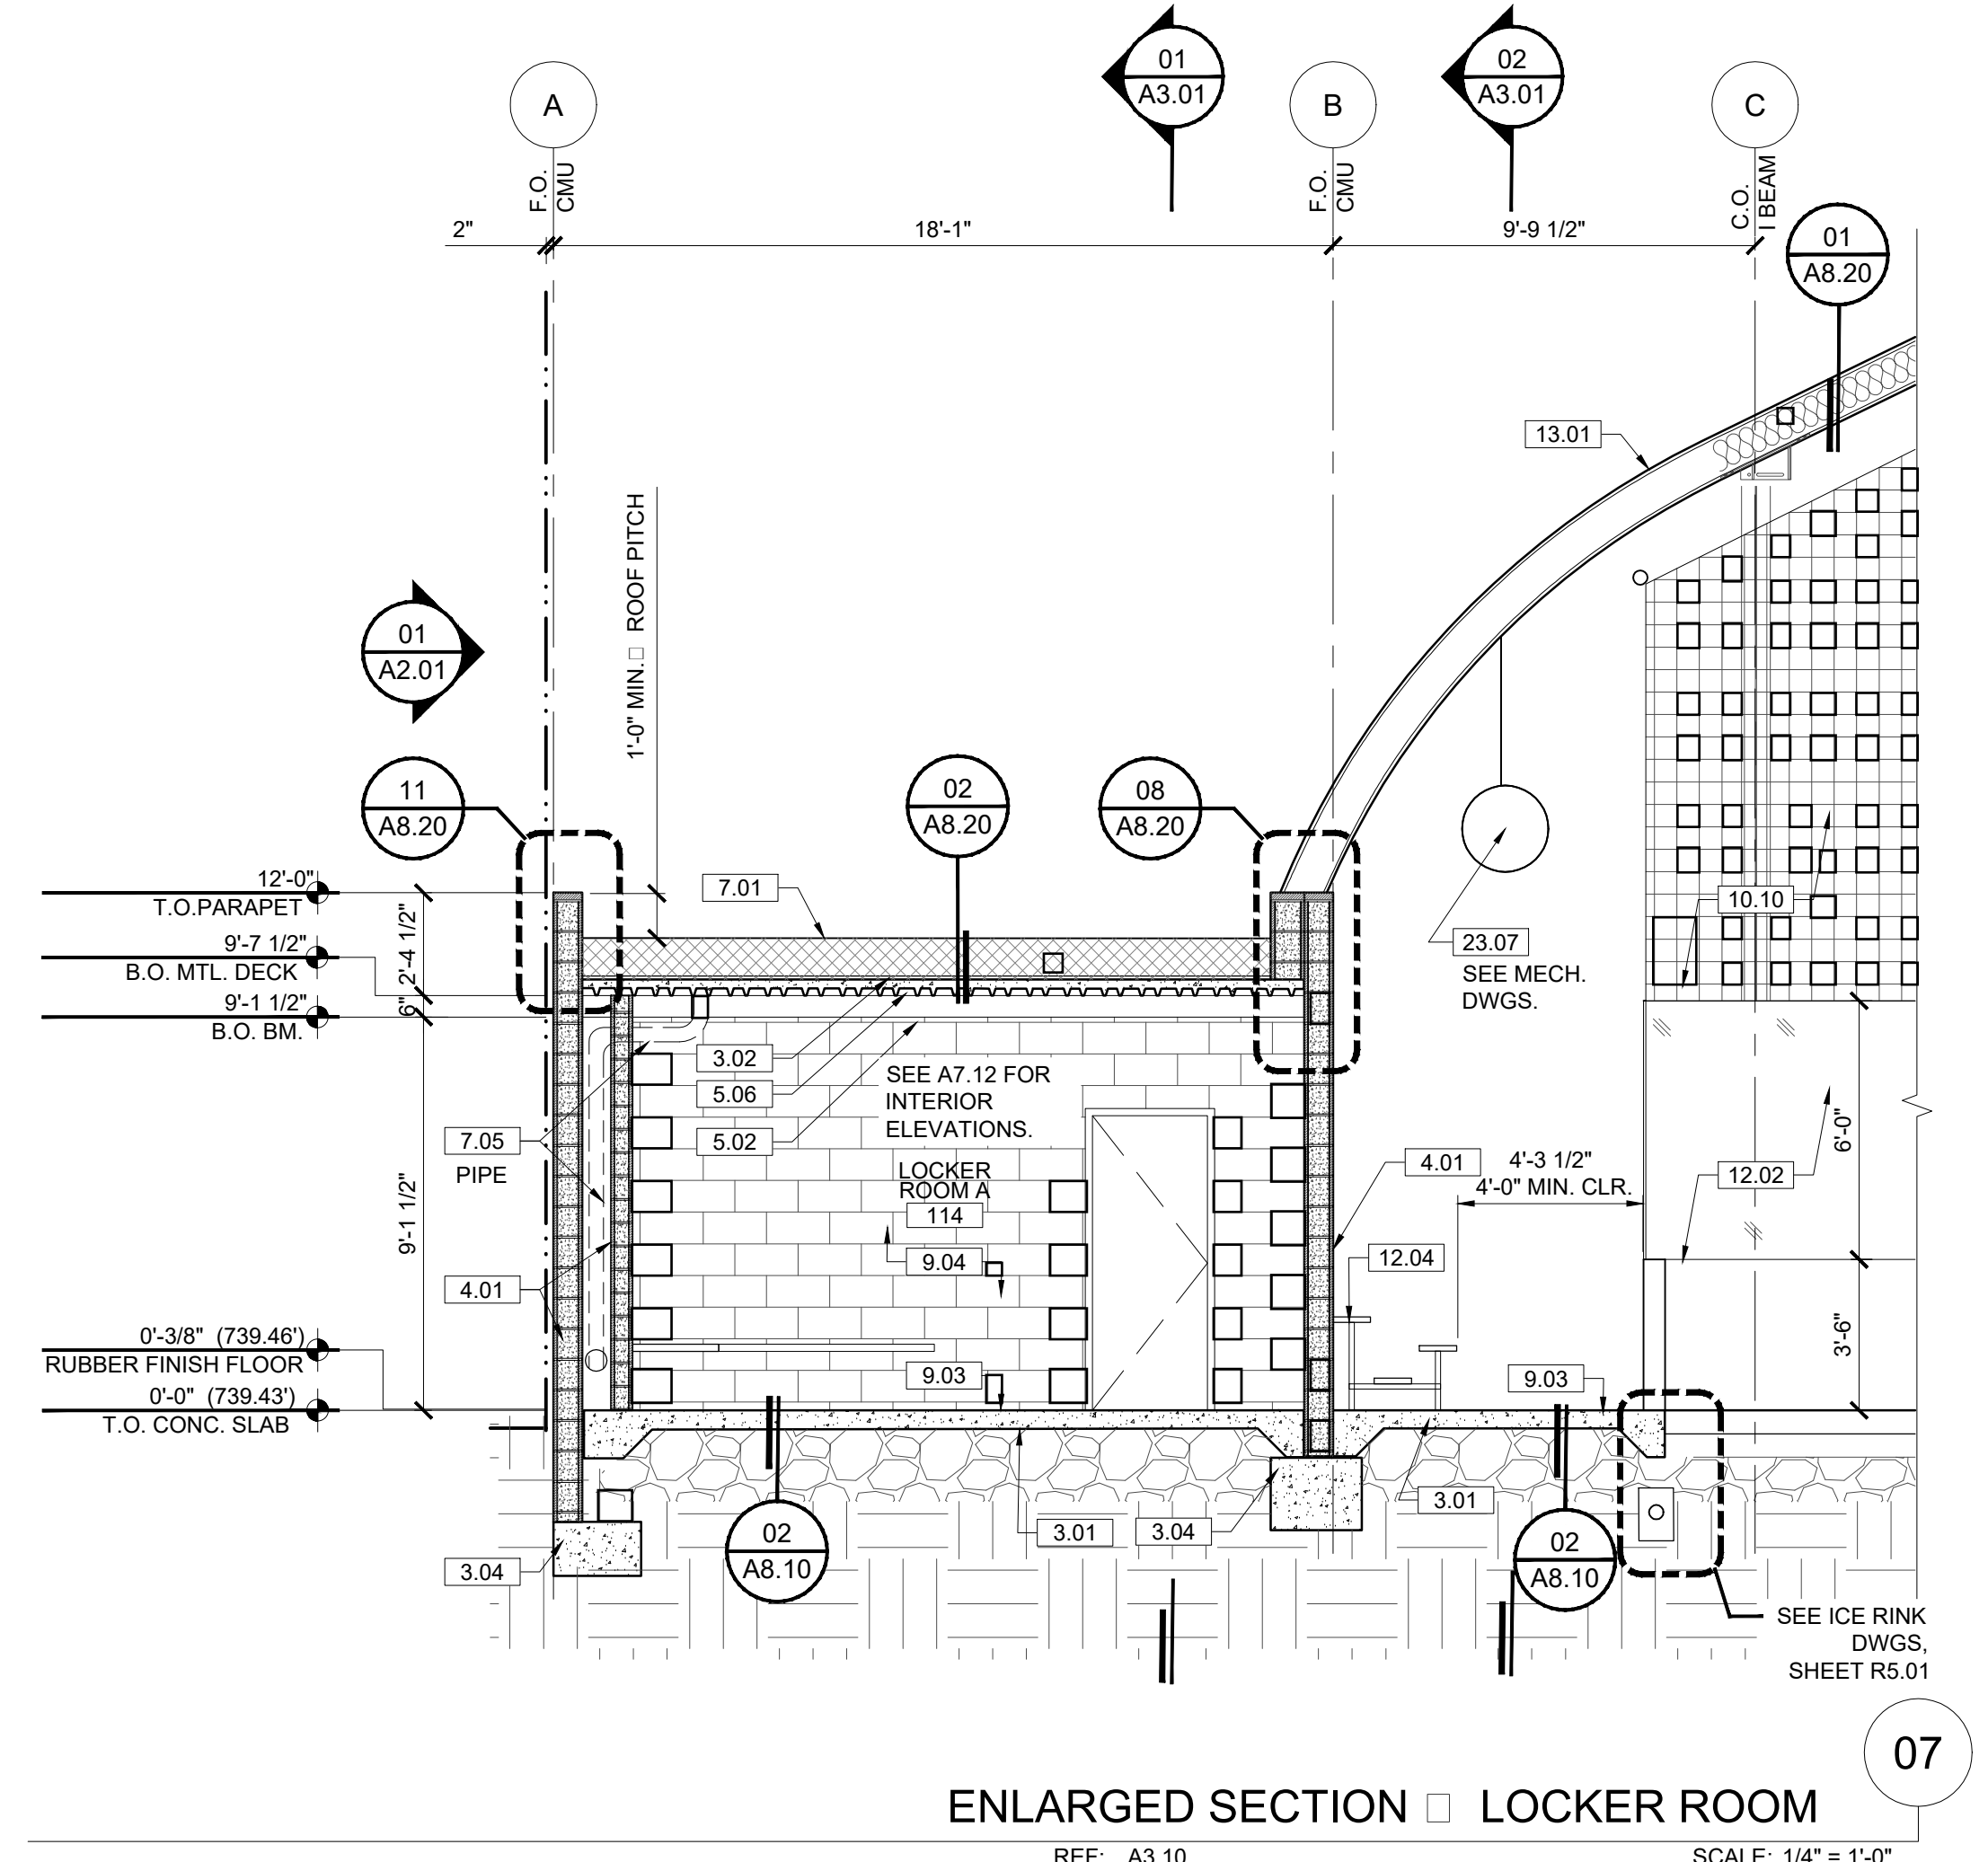 01
A3.01
02
A3.01
A
B
C
F.O.
CMU
F.O.
CMU
C.O.
I BEAM
2"
18'-1"
9'-9 1/2"
01
A8.20
13.01
1'-0" MIN.□ ROOF PITCH
01
A2.01
11
A8.20
02
A8.20
08
A8.20
12'-0"
T.O.PARAPET
9'-7 1/2"
B.O. MTL. DECK
9'-1 1/2"
B.O. BM.
2'-4 1/2"
6"
9'-1 1/2"
7.01
10.10
23.07
SEE MECH.
DWGS.
3.02
5.06
5.02
SEE A7.12 FOR
INTERIOR
ELEVATIONS.
7.05
PIPE
LOCKER
ROOM A
114
9.04
4.01
4'-3 1/2"
4'-0" MIN. CLR.
12.02
6'-0"
12.04
4.01
0'-3/8" (739.46')
RUBBER FINISH FLOOR
0'-0" (739.43')
T.O. CONC. SLAB
9.03
9.03
3'-6"
3.01
3.01
3.04
3.04
02
A8.10
02
A8.10
SEE ICE RINK
DWGS,
SHEET R5.01
07
ENLARGED SECTION □ LOCKER ROOM
REF: A3.10
SCALE: 1/4" = 1'-0"